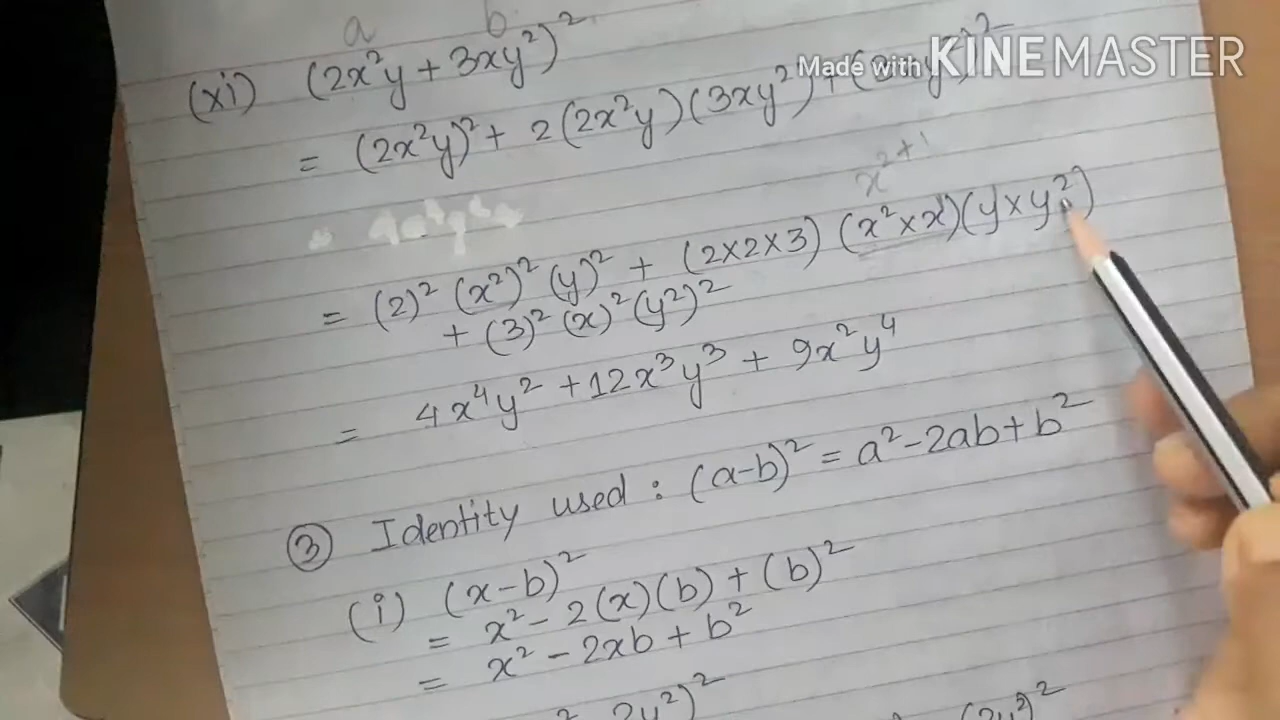 a b
(xi) (2x²y + 3xy²)²
Made with KINEMASTER
= (2x²y)² + 2(2x²y)(3xy²) + (3xy²)²
x²⁺¹
= (2)² (x²)² (y)² + (2×2×3) (x²×x)(y×y²)
+ (3)² (x)² (y²)²
= 4x⁴y² + 12x³y³ + 9x²y⁴
③ Identity used : (a-b)² = a² - 2ab + b²
(i) (x-b)²
= x² - 2(x)(b) + (b)²
= x² - 2xb + b²